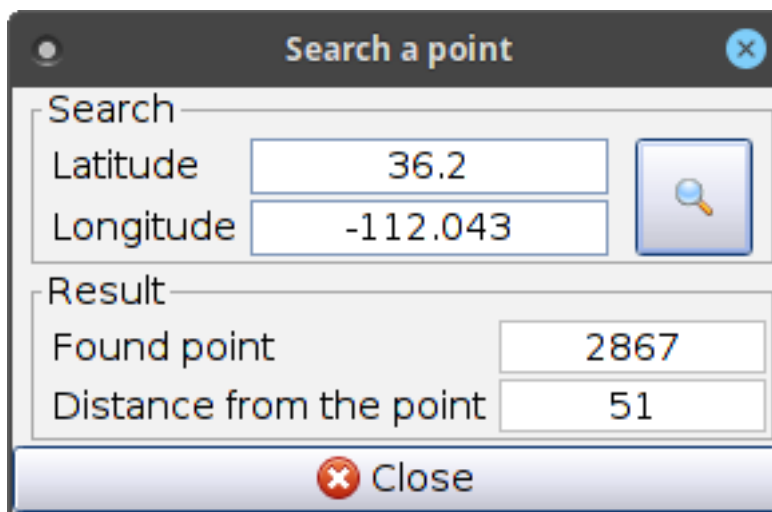 Search a point
Search
Latitude 36.2
Longitude -112.043
Result
Found point 2867
Distance from the point 51
Close